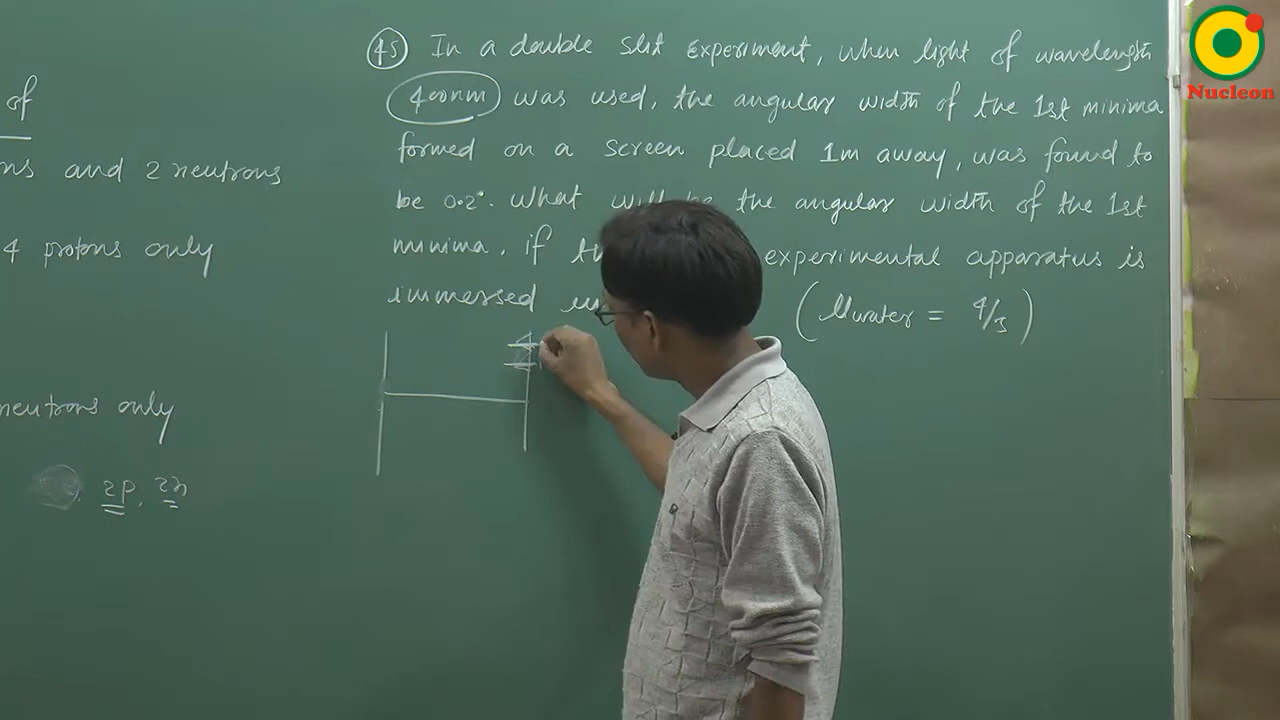 of
ns and 2 neutrons
4 protons only
neutrons only
2p, 2n
45 In a double slit experiment, when light of wavelength
400nm was used, the angular width of the 1st minima
formed on a screen placed 1m away, was found to
be 0.2°. What will be the angular width of the 1st
minima, if experimental apparatus is
immersed (Mwater = 4/3)
Nucleon